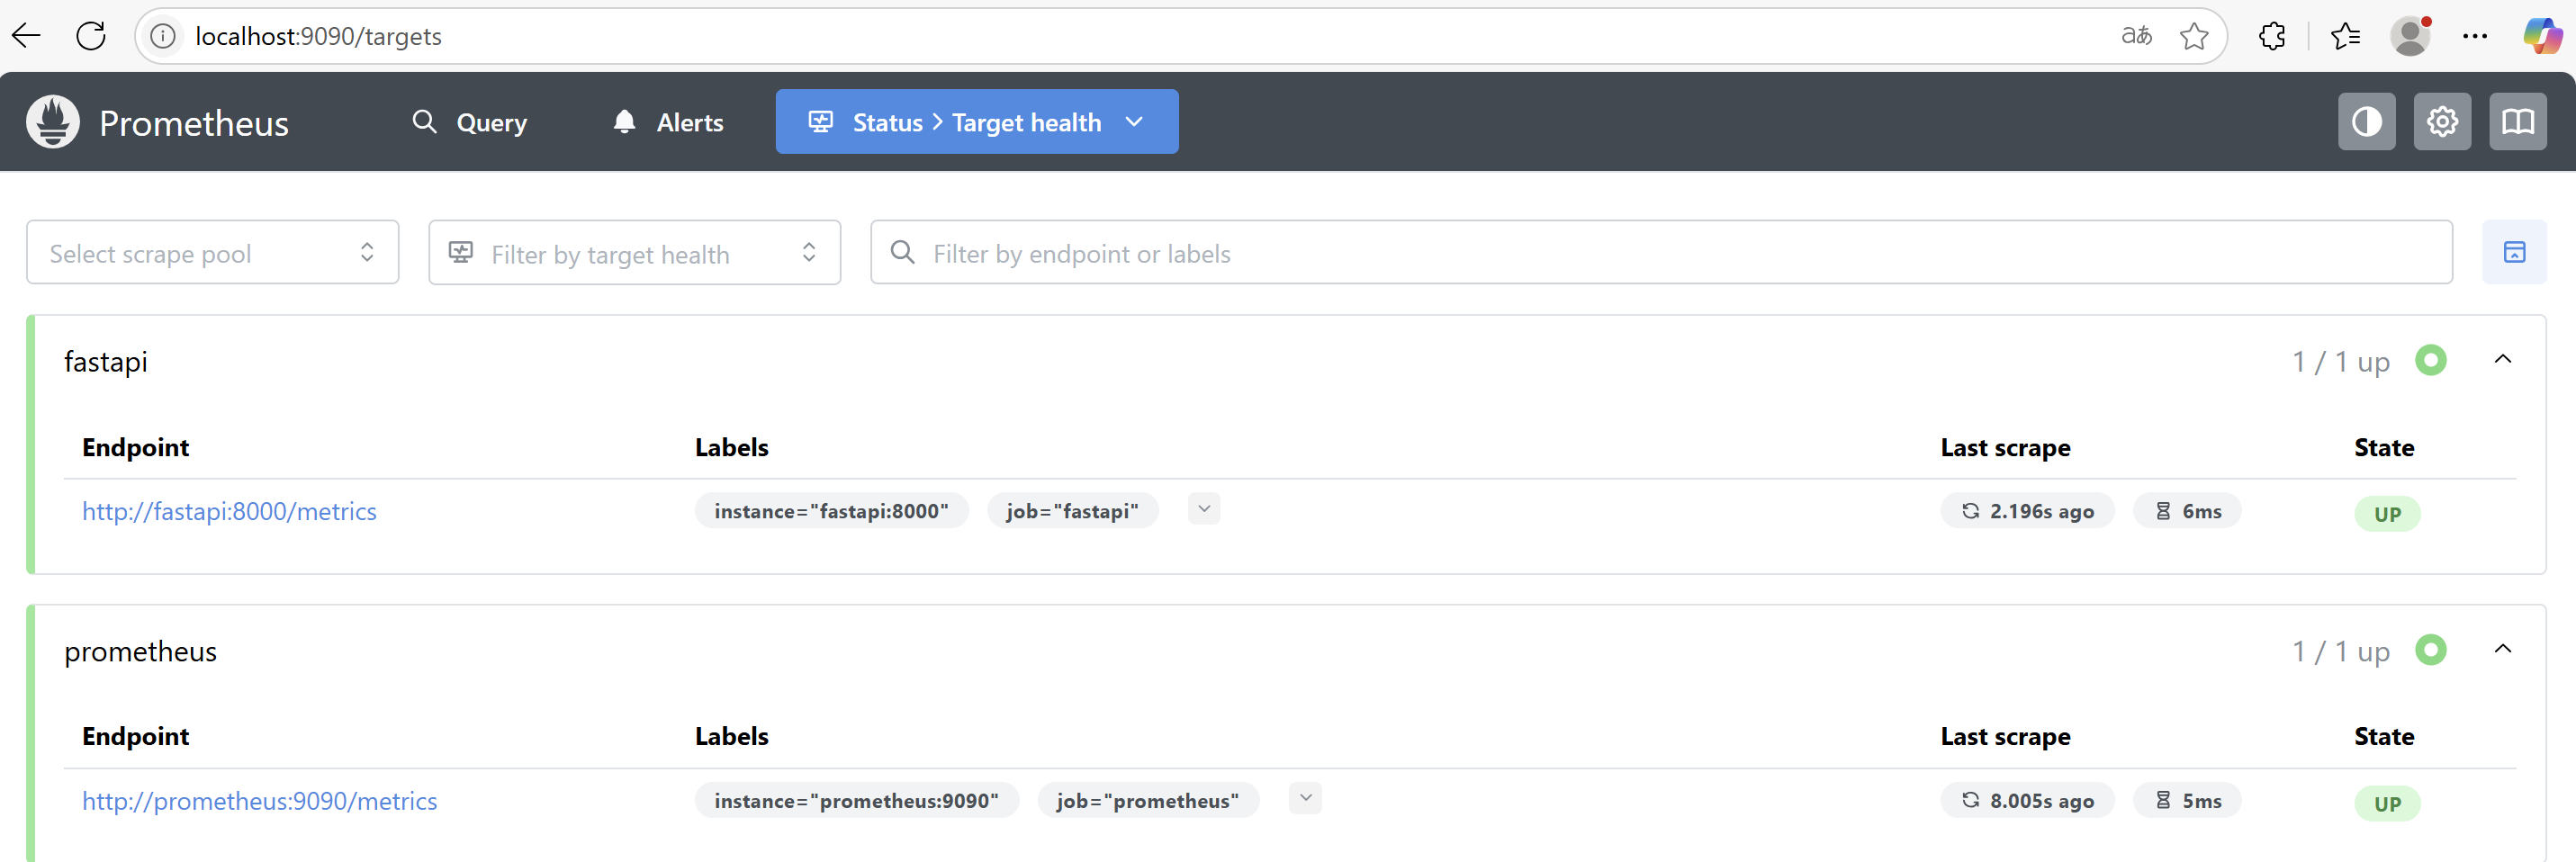 localhost:9090/targets aあ
Prometheus Query Alerts Status > Target health
Select scrape pool Filter by target health Filter by endpoint or labels
fastapi 1 / 1 up
Endpoint Labels Last scrape State
http://fastapi:8000/metrics instance="fastapi:8000" job="fastapi" 2.196s ago 6ms UP
prometheus 1 / 1 up
Endpoint Labels Last scrape State
http://prometheus:9090/metrics instance="prometheus:9090" job="prometheus" 8.005s ago 5ms UP